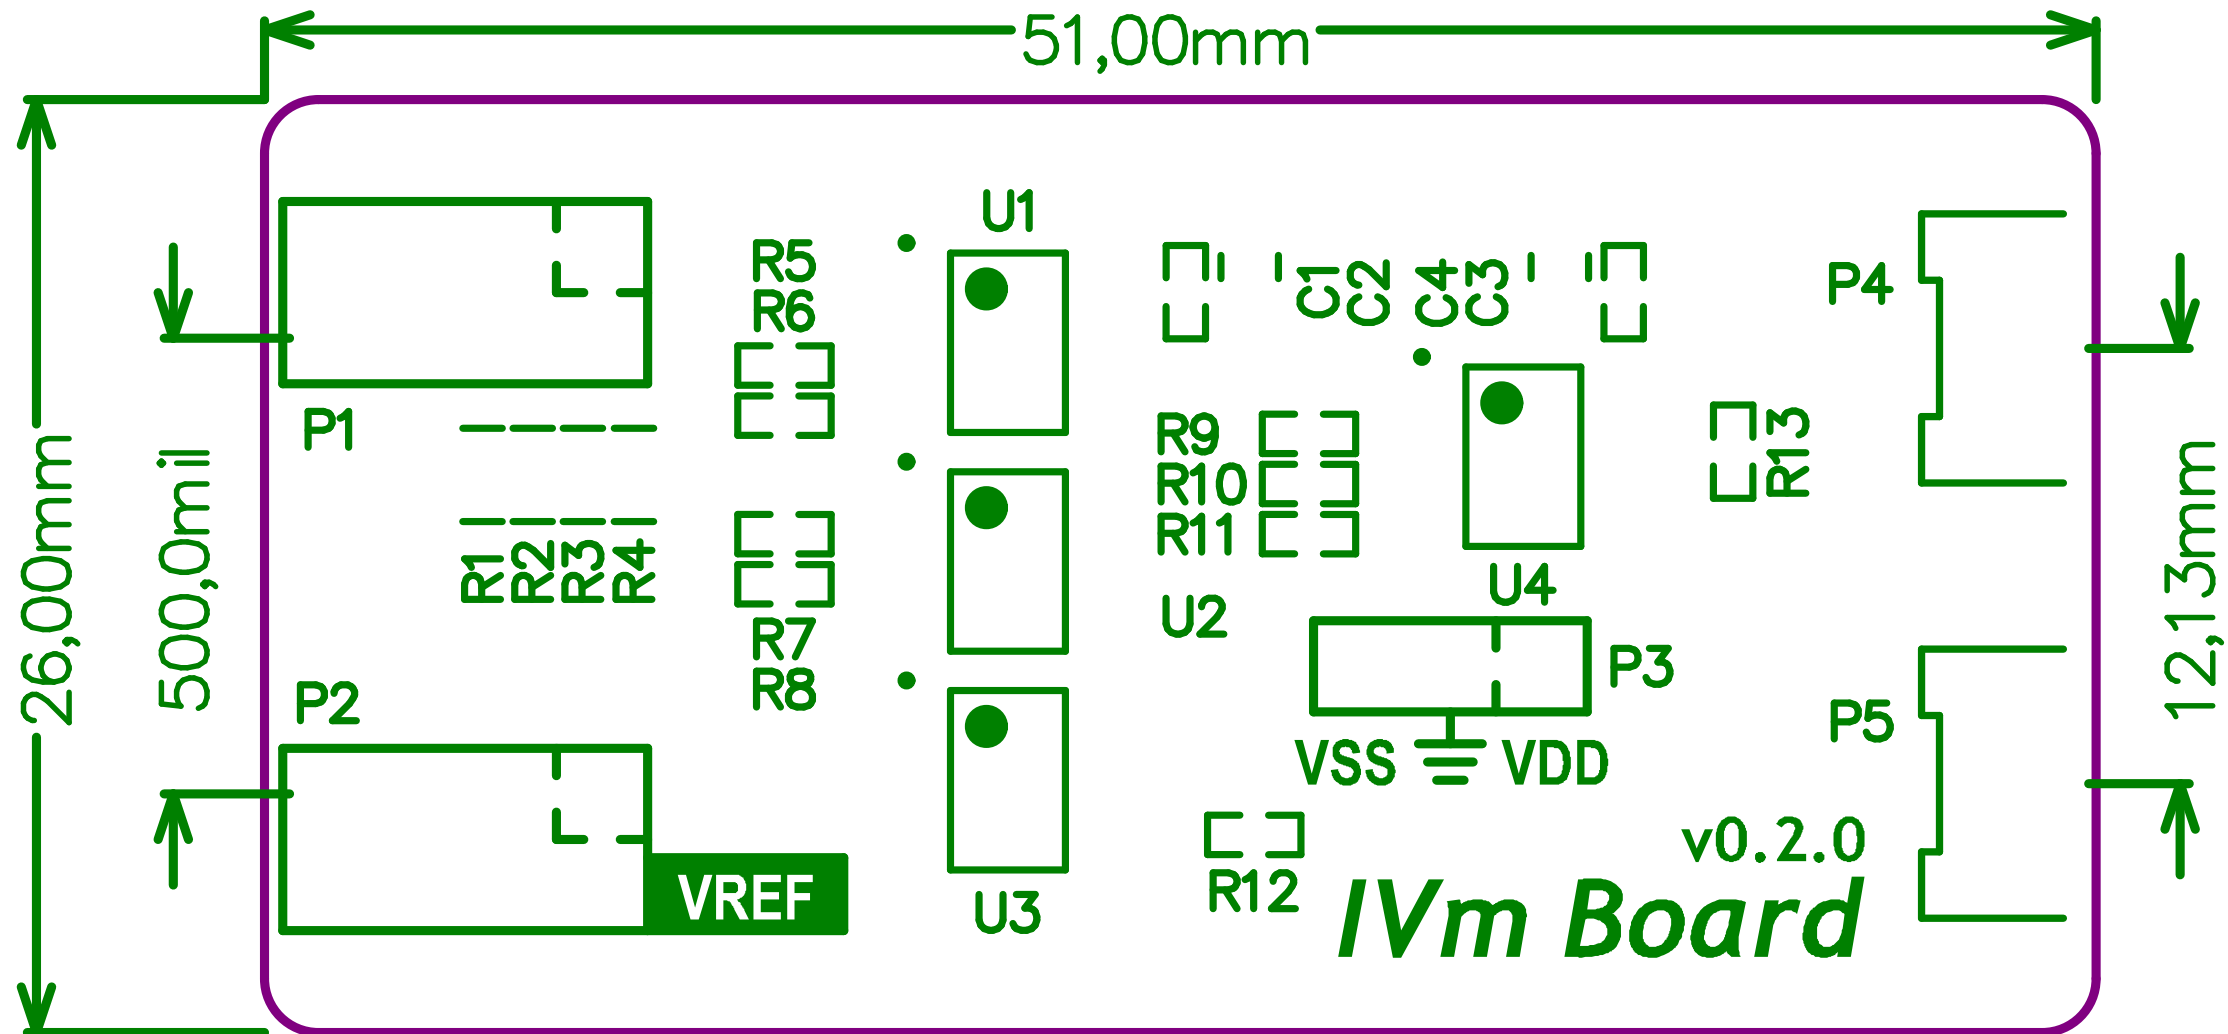 51,00mm
U1
R5
R6
C1
C2
C4
C3
P4
P1
R9
R10
R11
R13
26,00mm
500,0mil
12,13mm
R1
R2
R3
R4
U2
U4
R7
R8
P3
P2
P5
VSS
VDD
v0.2.0
VREF
U3
R12
IVm Board